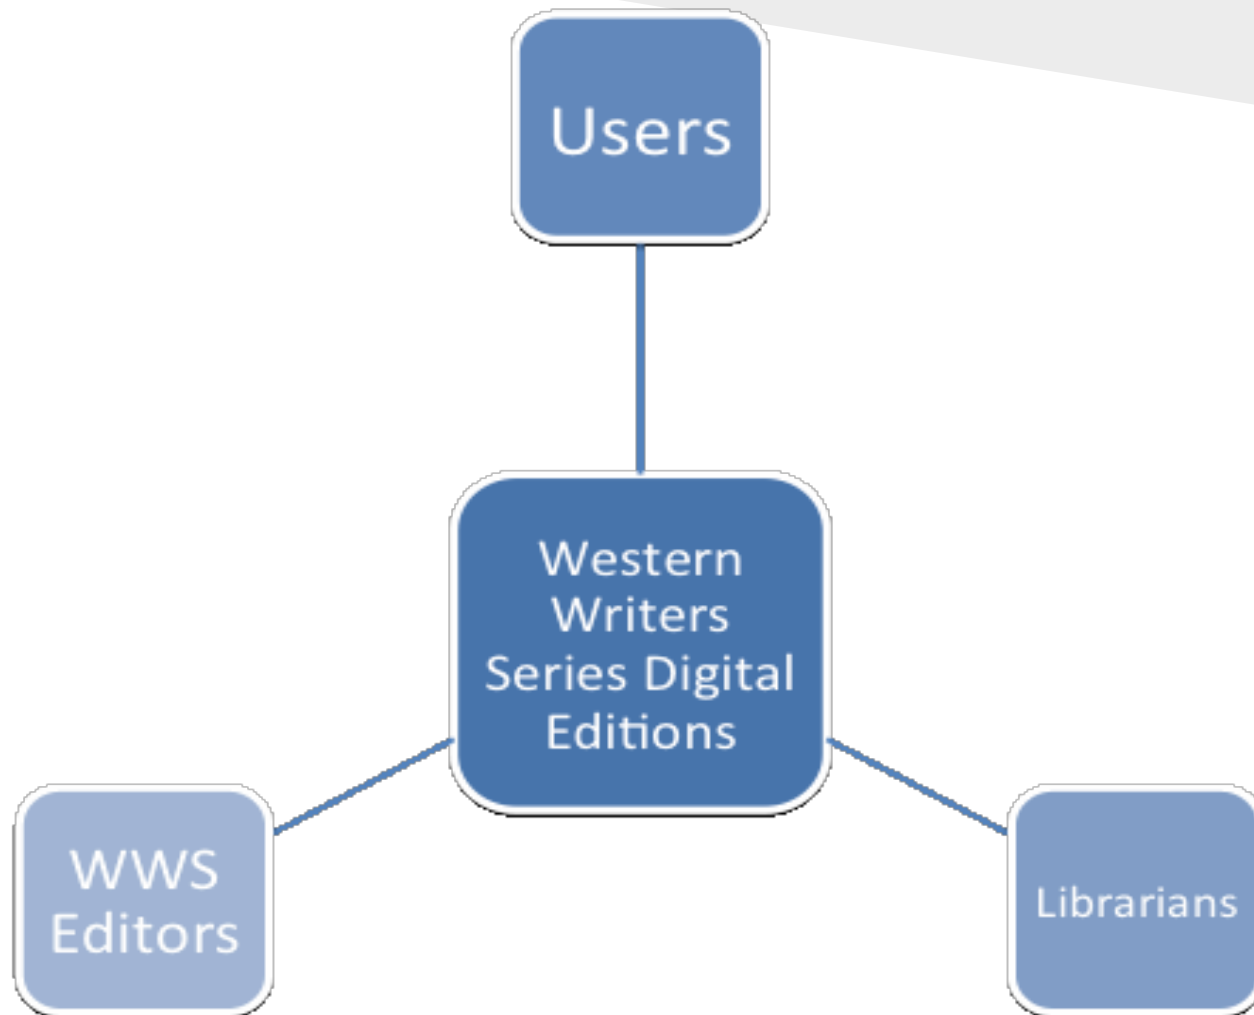 Users
Western
Writers
Series Digital
Editions
WWS
Editors
Librarians